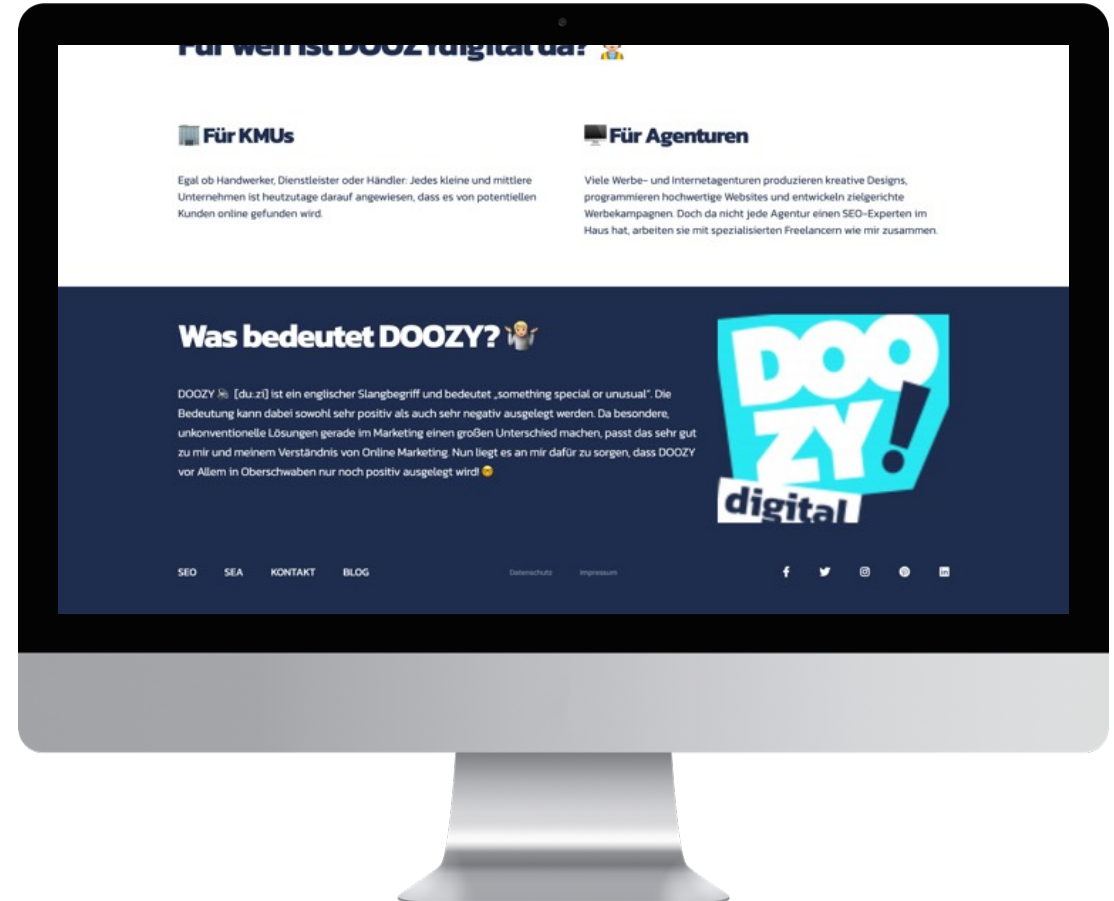 Für wen ist DOOZYdigital da? 👷🏼
🏢 Für KMUs
Egal ob Handwerker, Dienstleister oder Händler: Jedes kleine und mittlere
Unternehmen ist heutzutage darauf angewiesen, dass es von potentiellen
Kunden online gefunden wird.
🖥️ Für Agenturen
Viele Werbe- und Internetagenturen produzieren kreative Designs,
programmieren hochwertige Websites und entwickeln zielgerichte
Werbekampagnen. Doch da nicht jede Agentur einen SEO-Experten im
Haus hat, arbeiten sie mit spezialisierten Freelancern wie mir zusammen.
Was bedeutet DOOZY? 🤷🏼
DOOZY [du:zi] ist ein englischer Slangbegriff und bedeutet „something special or unusual“. Die
Bedeutung kann dabei sowohl sehr positiv als auch sehr negativ ausgelegt werden. Da besondere,
unkonventionelle Lösungen gerade im Marketing einen großen Unterschied machen, passt das sehr gut
zu mir und meinem Verständnis von Online Marketing. Nun liegt es an mir dafür zu sorgen, dass DOOZY
vor Allem in Oberschwaben nur noch positiv ausgelegt wird! 🤓
DOO
ZY!
digital
SEO SEA KONTAKT BLOG Datenschutz Impressum